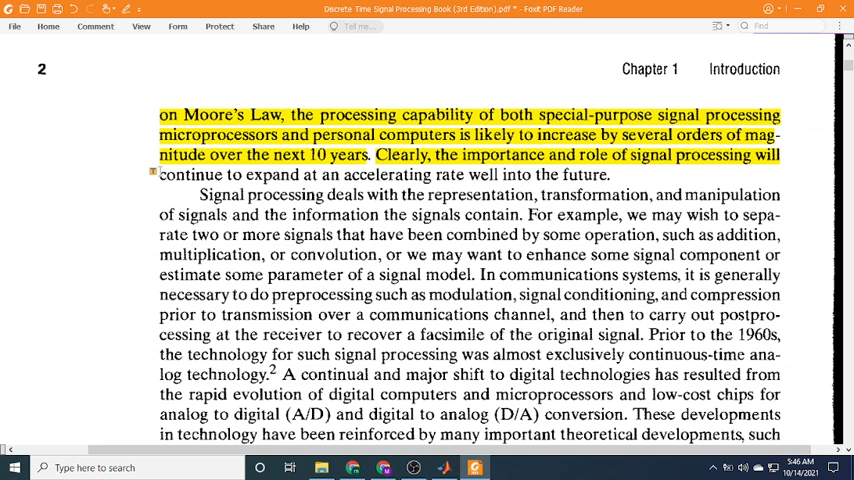 Discrete Time Signal Processing Book (3rd Edition).pdf * - Foxit PDF Reader
File Home Comment View Form Protect Share Help Tell me... Find
2 Chapter 1 Introduction
on Moore's Law, the processing capability of both special-purpose signal processing
microprocessors and personal computers is likely to increase by several orders of mag-
nitude over the next 10 years. Clearly, the importance and role of signal processing will
continue to expand at an accelerating rate well into the future.
Signal processing deals with the representation, transformation, and manipulation
of signals and the information the signals contain. For example, we may wish to sepa-
rate two or more signals that have been combined by some operation, such as addition,
multiplication, or convolution, or we may want to enhance some signal component or
estimate some parameter of a signal model. In communications systems, it is generally
necessary to do preprocessing such as modulation, signal conditioning, and compression
prior to transmission over a communications channel, and then to carry out postpro-
cessing at the receiver to recover a facsimile of the original signal. Prior to the 1960s,
the technology for such signal processing was almost exclusively continuous-time ana-
log technology.2 A continual and major shift to digital technologies has resulted from
the rapid evolution of digital computers and microprocessors and low-cost chips for
analog to digital (A/D) and digital to analog (D/A) conversion. These developments
in technology have been reinforced by many important theoretical developments, such
Type here to search
5:46 AM
10/14/2021